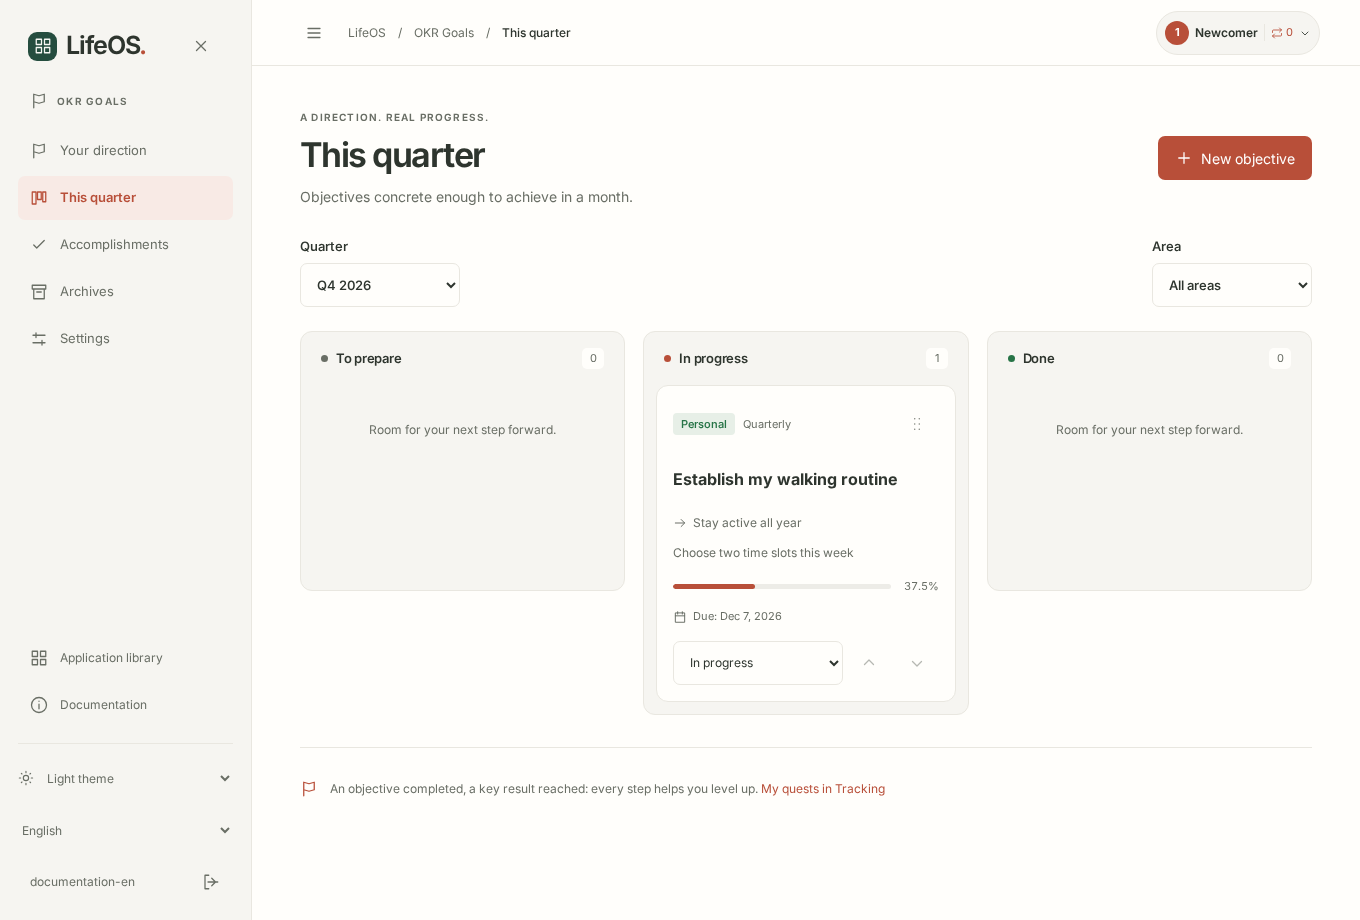 LifeOS.
OKR GOALS
Your direction
This quarter
Accomplishments
Archives
Settings
Application library
Documentation
Light theme
English
documentation-en
LifeOS / OKR Goals / This quarter
1 Newcomer 0
A DIRECTION. REAL PROGRESS.
This quarter
Objectives concrete enough to achieve in a month.
New objective
Quarter
Q4 2026
Area
All areas
To prepare 0
Room for your next step forward.
In progress 1
Personal Quarterly
Establish my walking routine
Stay active all year
Choose two time slots this week
37.5%
Due: Dec 7, 2026
In progress
Done 0
Room for your next step forward.
An objective completed, a key result reached: every step helps you level up. My quests in Tracking